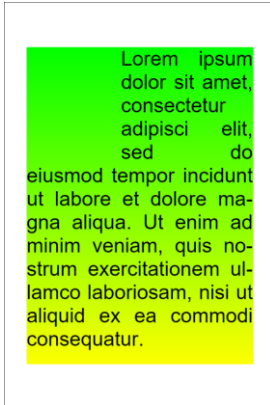 Lorem ipsum
dolor sit amet,
consectetur
adipisci elit,
sed do
eiusmod tempor incidunt
ut labore et dolore ma-
gna aliqua. Ut enim ad
minim veniam, quis no-
strum exercitationem ul-
lamco laboriosam, nisi ut
aliquid ex ea commodi
consequatur.